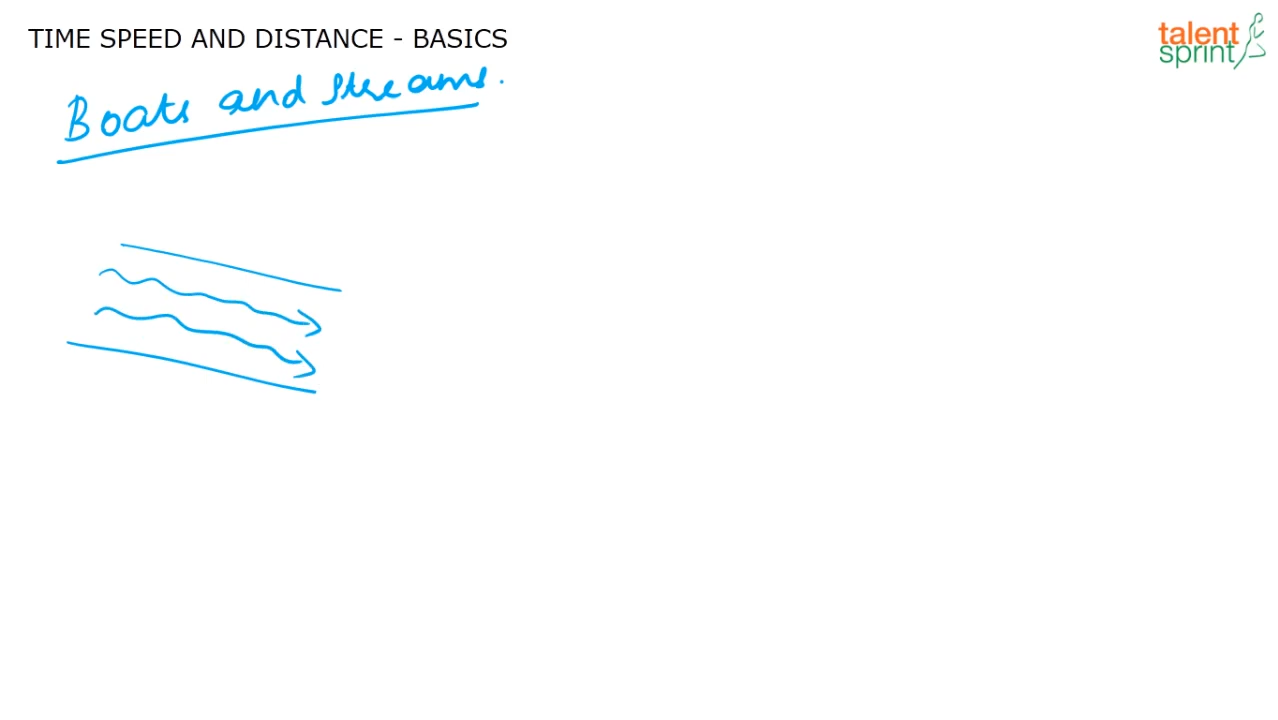 TIME SPEED AND DISTANCE - BASICS
talent
sprint
Boats and streams.